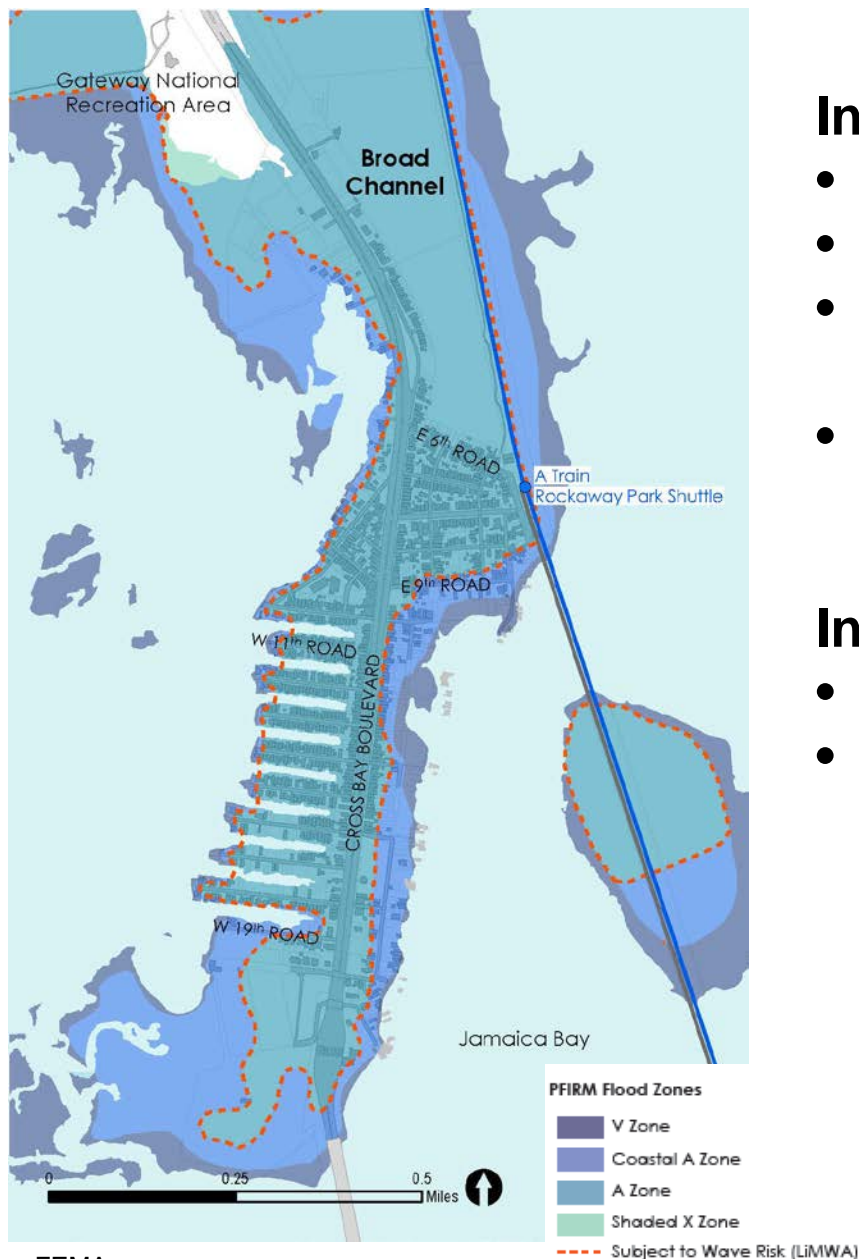 Gateway National
Recreation Area
Broad
Channel
In
•
•
•
•
E 6th ROAD
A Train
Rockaway Park Shuttle
E 9th ROAD
W 11th ROAD
In
•
•
CROSS BAY BOULEVARD
W 19th ROAD
Jamaica Bay
PFIRM Flood Zones
V Zone
Coastal A Zone
A Zone
Shaded X Zone
Subject to Wave Risk (LiMWA)
0 0.25 0.5
Miles